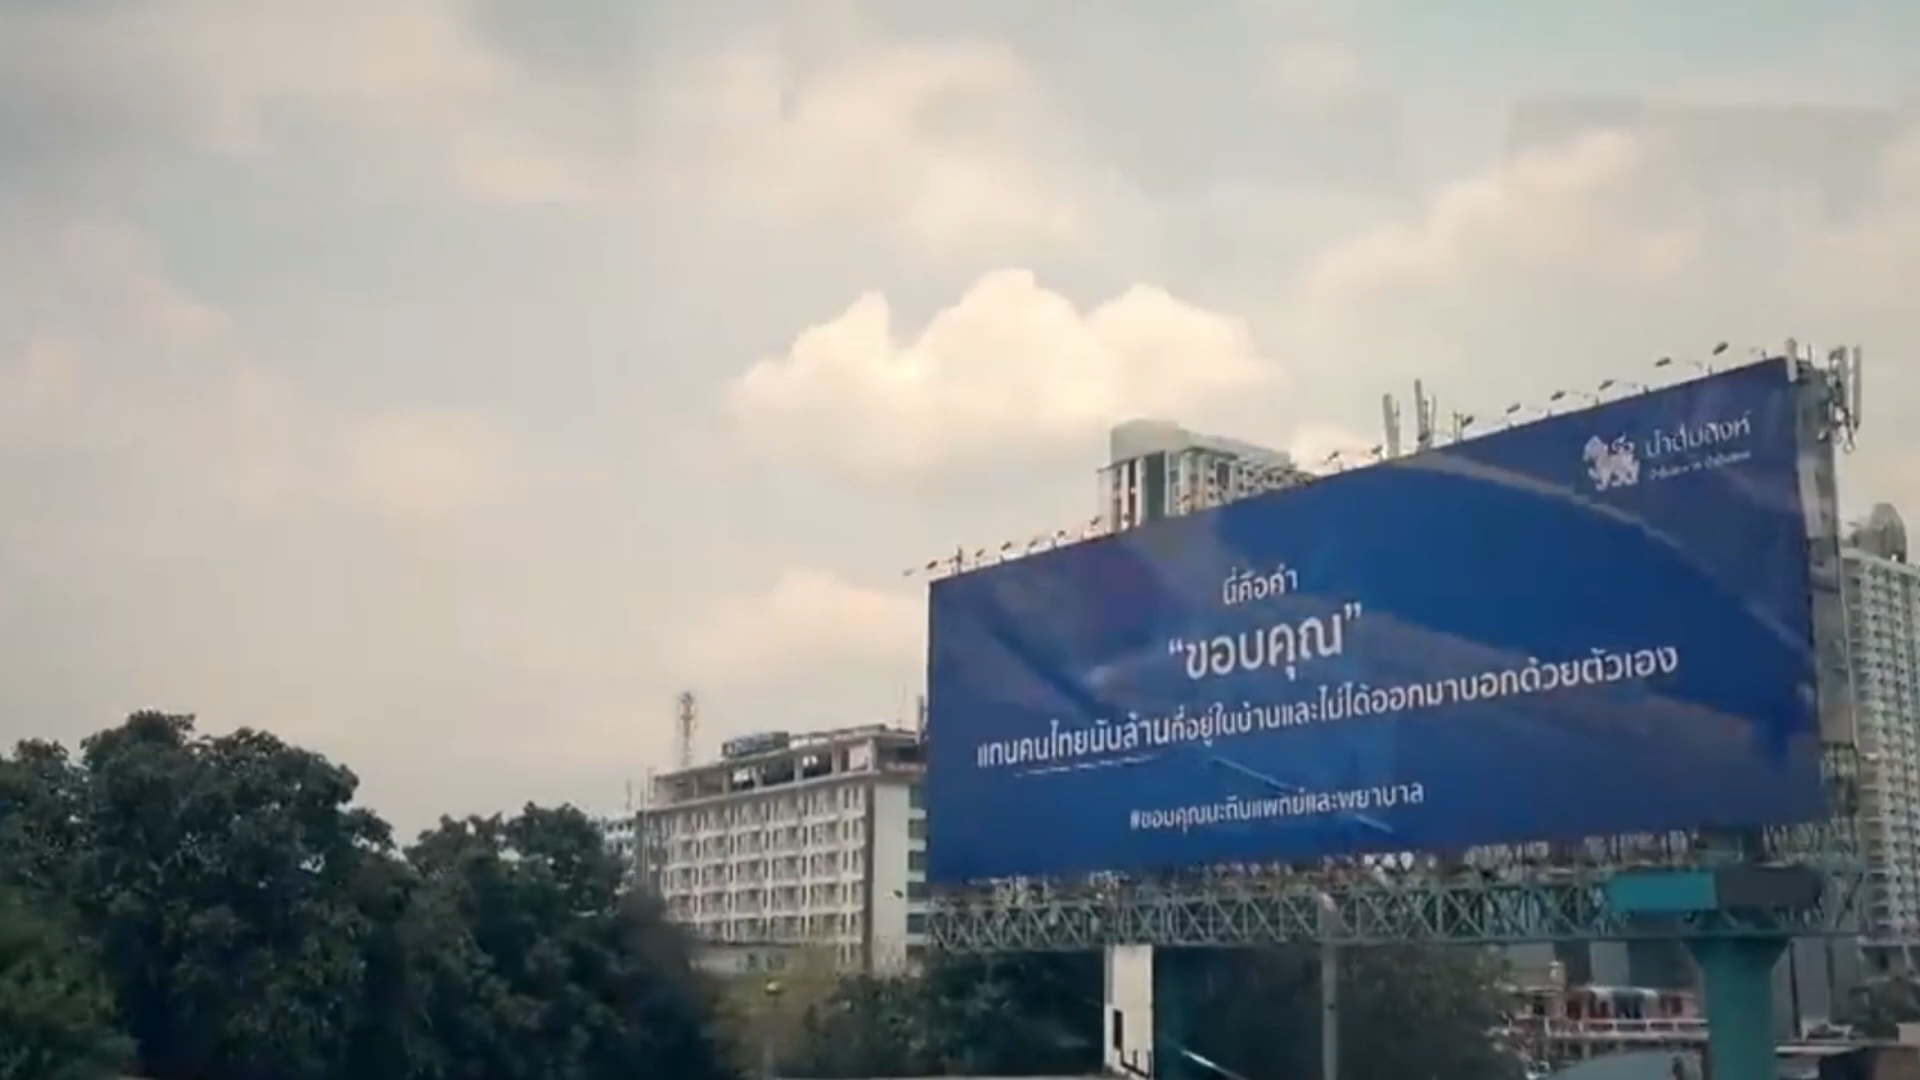 น้ำดื่มสิงห์
นี่คือคำ
“ขอบคุณ”
แทนคนไทยนับล้านที่อยู่ในบ้านและไม่ได้ออกมาบอกด้วยตัวเอง
#ขอบคุณนะทีมแพทย์และพยาบาล